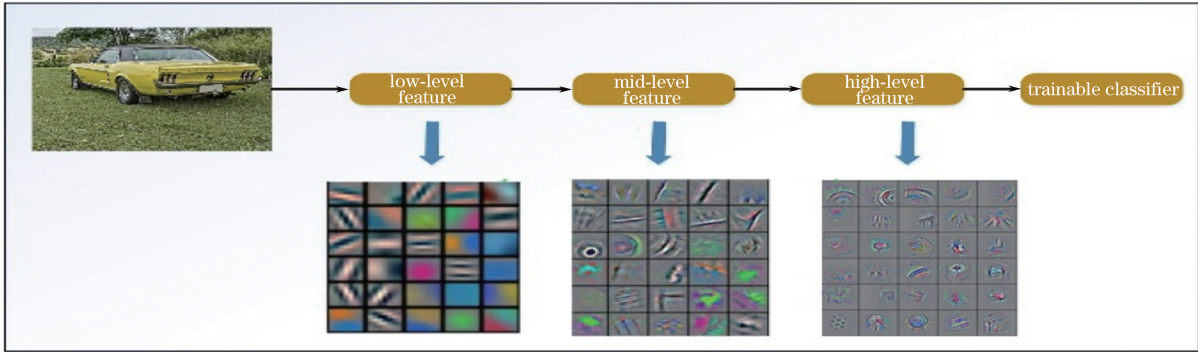 low-level
feature
mid-level
feature
high-level
feature
trainable classifier